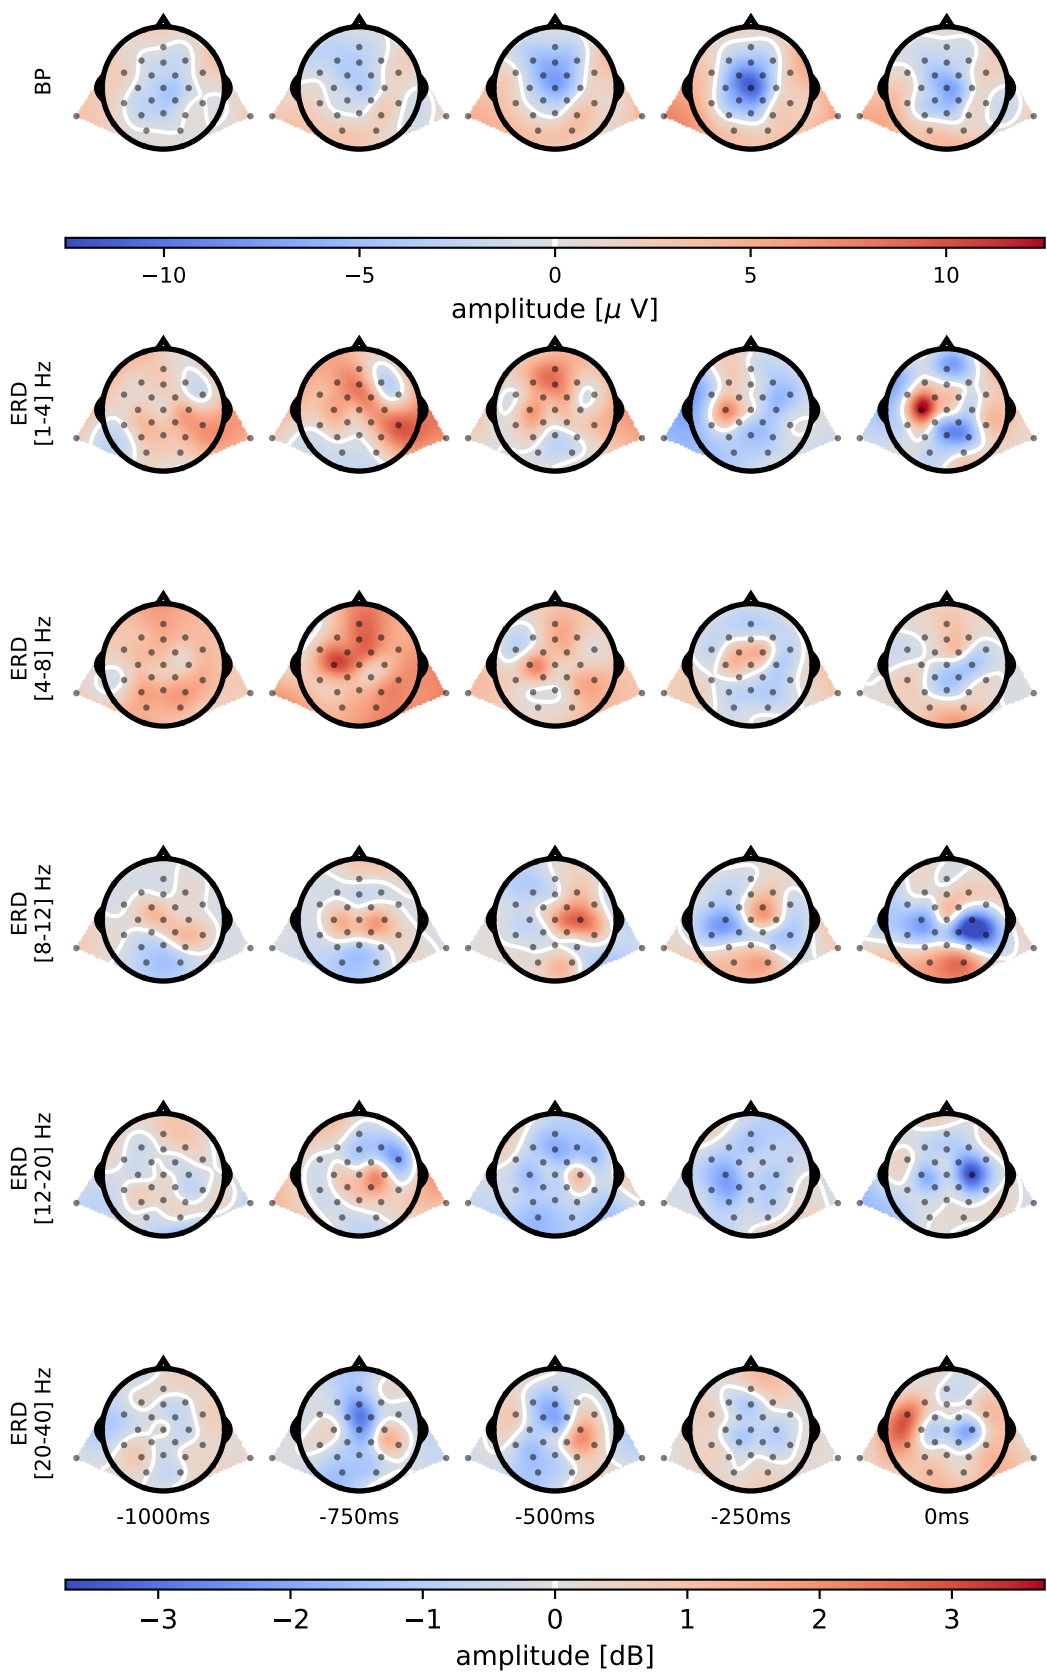 BP
−10 −5 0 5 10
amplitude [μ V]
ERD
[1-4] Hz
ERD
[4-8] Hz
ERD
[8-12] Hz
ERD
[12-20] Hz
ERD
[20-40] Hz
-1000ms -750ms -500ms -250ms 0ms
−3 −2 −1 0 1 2 3
amplitude [dB]